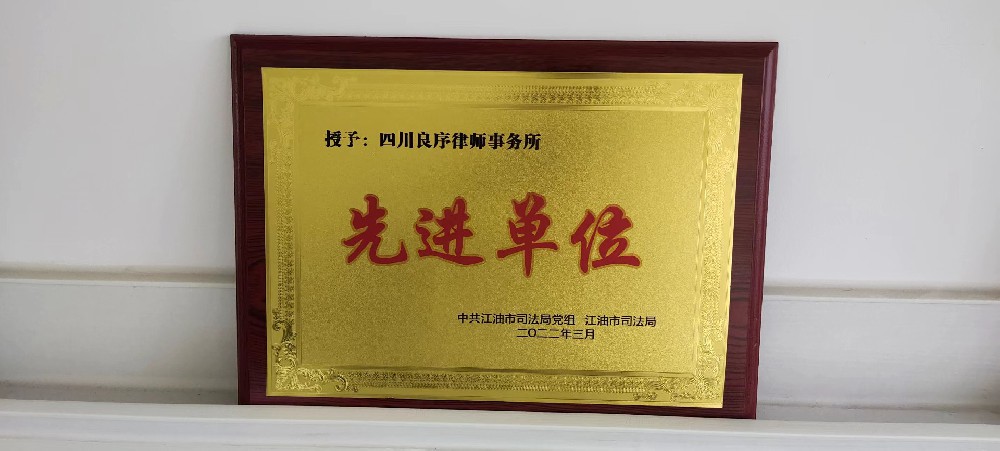 授予：四川良序律师事务所
先进单位
中共江油市司法局党组 江油市司法局
二〇二二年三月